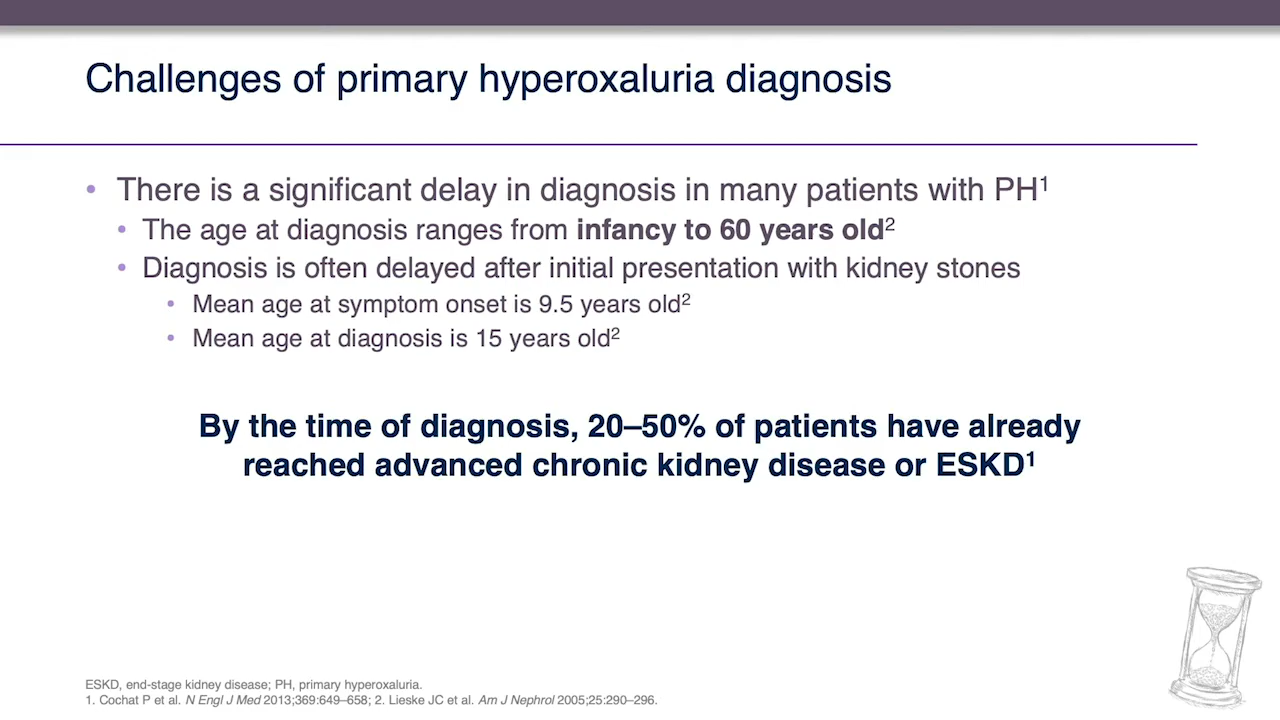 Challenges of primary hyperoxaluria diagnosis
• There is a significant delay in diagnosis in many patients with PH¹
• The age at diagnosis ranges from infancy to 60 years old²
• Diagnosis is often delayed after initial presentation with kidney stones
• Mean age at symptom onset is 9.5 years old²
• Mean age at diagnosis is 15 years old²
By the time of diagnosis, 20–50% of patients have already
reached advanced chronic kidney disease or ESKD¹
ESKD, end-stage kidney disease; PH, primary hyperoxaluria.
1. Cochat P et al. N Engl J Med 2013;369:649–658; 2. Lieske JC et al. Am J Nephrol 2005;25:290–296.